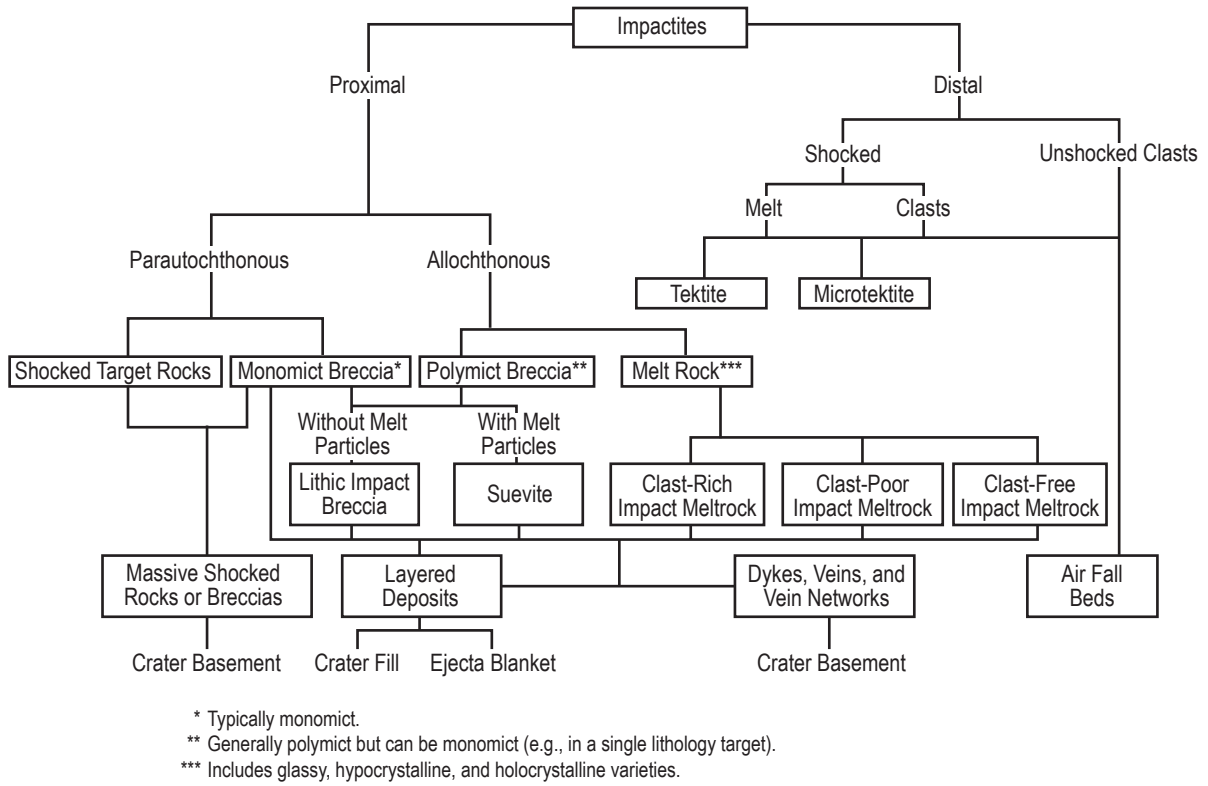 Impactites
Proximal
Distal
Shocked
Unshocked Clasts
Melt
Clasts
Parautochthonous
Allochthonous
Tektite
Microtektite
Shocked Target Rocks
Monomict Breccia*
Polymict Breccia**
Melt Rock***
Without Melt
Particles
With Melt
Particles
Lithic Impact
Breccia
Suevite
Clast-Rich
Impact Meltrock
Clast-Poor
Impact Meltrock
Clast-Free
Impact Meltrock
Massive Shocked
Rocks or Breccias
Layered
Deposits
Dykes, Veins, and
Vein Networks
Air Fall
Beds
Crater Basement
Crater Fill
Ejecta Blanket
Crater Basement
* Typically monomict.
** Generally polymict but can be monomict (e.g., in a single lithology target).
*** Includes glassy, hypocrystalline, and holocrystalline varieties.